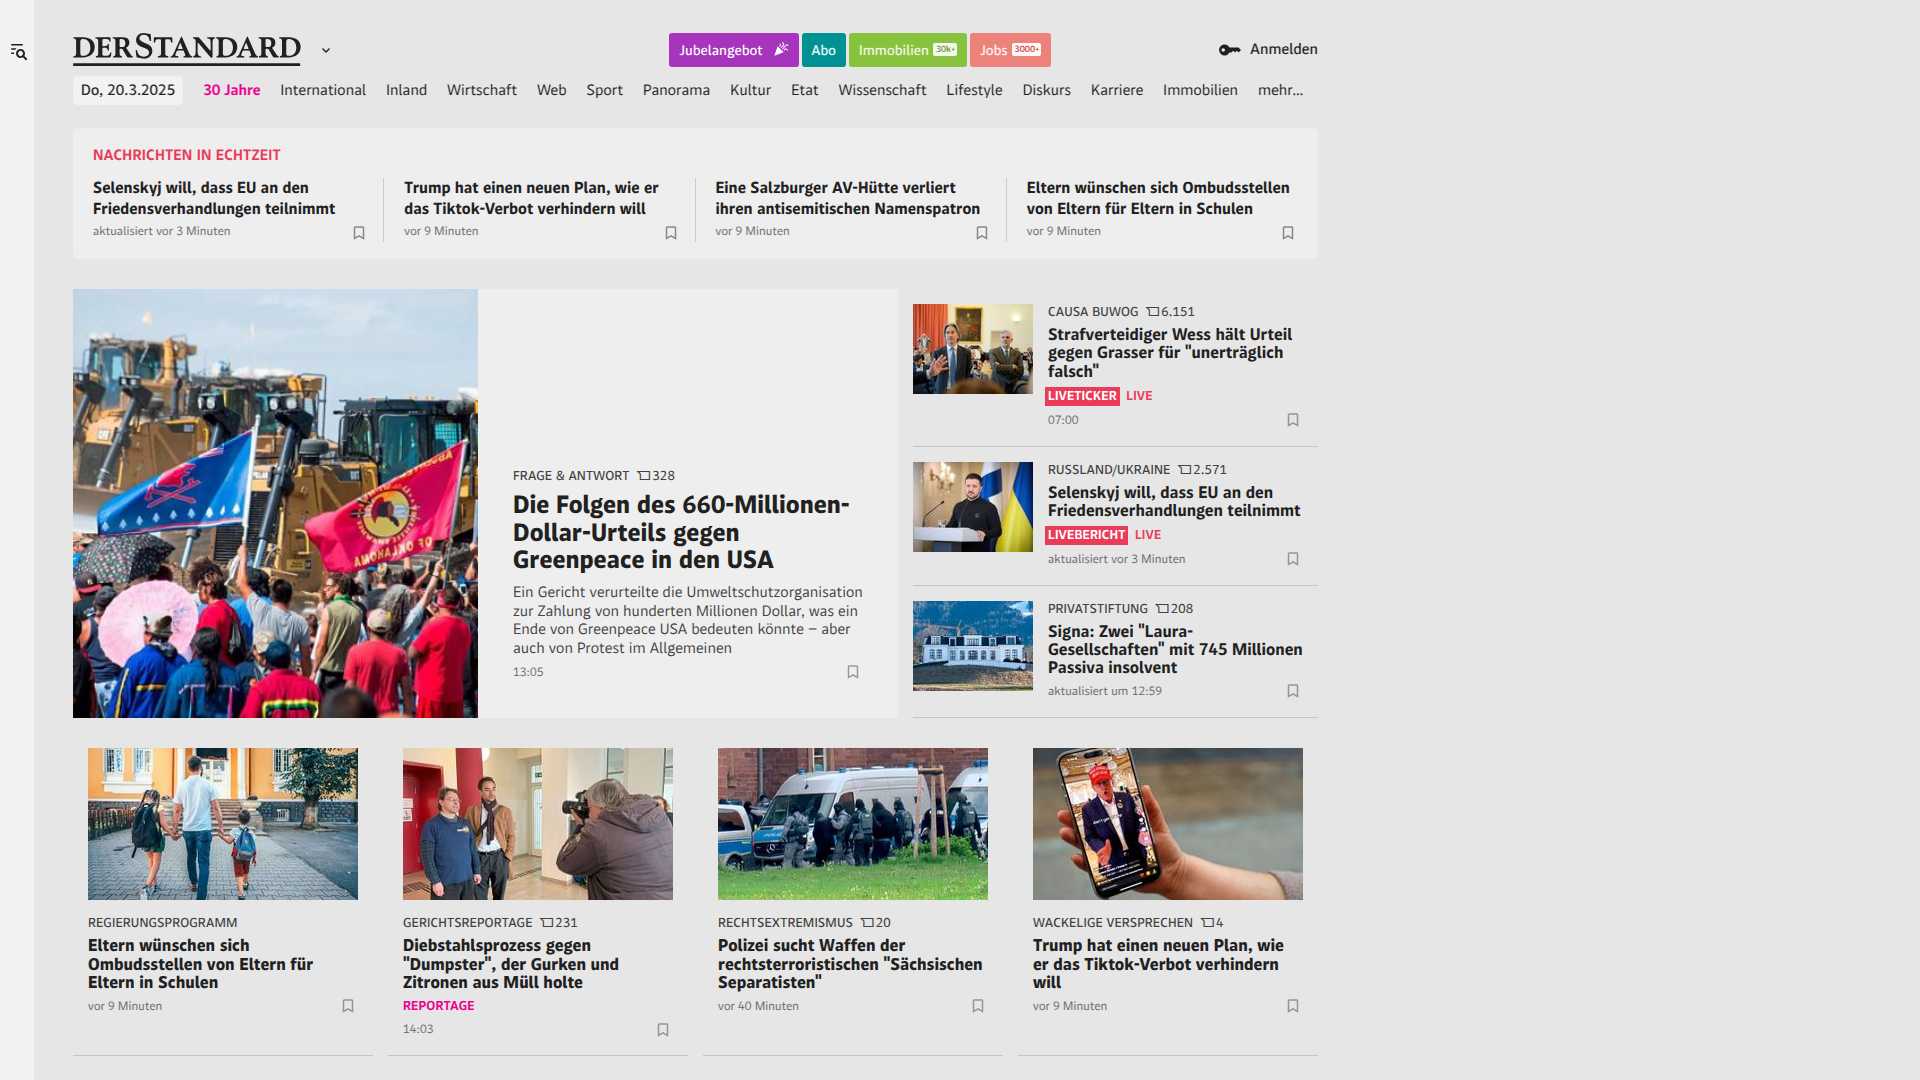 DERSTANDARD
Jubelangebot
Abo
Immobilien 30k+
Jobs 3000+
Anmelden
Do, 20.3.2025
30 Jahre
International
Inland
Wirtschaft
Web
Sport
Panorama
Kultur
Etat
Wissenschaft
Lifestyle
Diskurs
Karriere
Immobilien
mehr...
NACHRICHTEN IN ECHTZEIT
Selenskyj will, dass EU an den
Friedensverhandlungen teilnimmt
aktualisiert vor 3 Minuten
Trump hat einen neuen Plan, wie er
das Tiktok-Verbot verhindern will
vor 9 Minuten
Eine Salzburger AV-Hütte verliert
ihren antisemitischen Namenspatron
vor 9 Minuten
Eltern wünschen sich Ombudsstellen
von Eltern für Eltern in Schulen
vor 9 Minuten
OF OKLAHOMA
FRAGE & ANTWORT 328
Die Folgen des 660-Millionen-
Dollar-Urteils gegen
Greenpeace in den USA
Ein Gericht verurteilte die Umweltschutzorganisation
zur Zahlung von hunderten Millionen Dollar, was ein
Ende von Greenpeace USA bedeuten könnte – aber
auch von Protest im Allgemeinen
13:05
CAUSA BUWOG 6.151
Strafverteidiger Wess hält Urteil
gegen Grasser für "unerträglich
falsch"
LIVETICKER LIVE
07:00
RUSSLAND/UKRAINE 2.571
Selenskyj will, dass EU an den
Friedensverhandlungen teilnimmt
LIVEBERICHT LIVE
aktualisiert vor 3 Minuten
PRIVATSTIFTUNG 208
Signa: Zwei "Laura-
Gesellschaften" mit 745 Millionen
Passiva insolvent
aktualisiert um 12:59
REGIERUNGSPROGRAMM
Eltern wünschen sich
Ombudsstellen von Eltern für
Eltern in Schulen
vor 9 Minuten
GERICHTSREPORTAGE 231
Diebstahlsprozess gegen
"Dumpster", der Gurken und
Zitronen aus Müll holte
REPORTAGE
14:03
RECHTSEXTREMISMUS 20
Polizei sucht Waffen der
rechtsterroristischen "Sächsischen
Separatisten"
vor 40 Minuten
WACKELIGE VERSPRECHEN 4
Trump hat einen neuen Plan, wie
er das Tiktok-Verbot verhindern
will
vor 9 Minuten